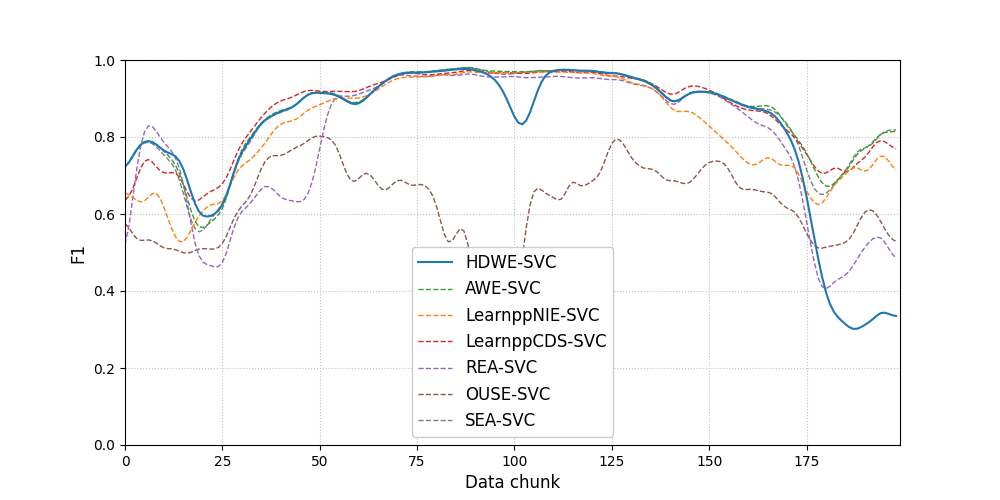 1.0
0.8
0.6
0.4
0.2
0.0
F1
HDWE-SVC
AWE-SVC
LearnppNIE-SVC
LearnppCDS-SVC
REA-SVC
OUSE-SVC
SEA-SVC
0 25 50 75 100 125 150 175
Data chunk